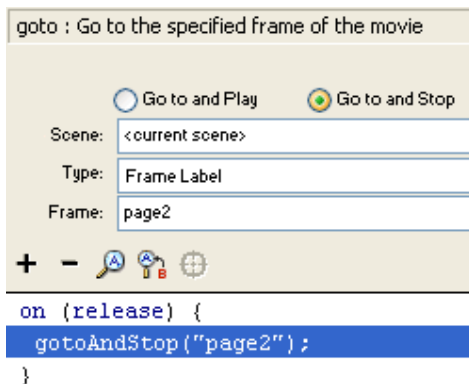 goto : Go to the specified frame of the movie
Go to and Play Go to and Stop
Scene: <current scene>
Type: Frame Label
Frame: page2
+ - A A B
on (release) {
gotoAndStop("page2");
}